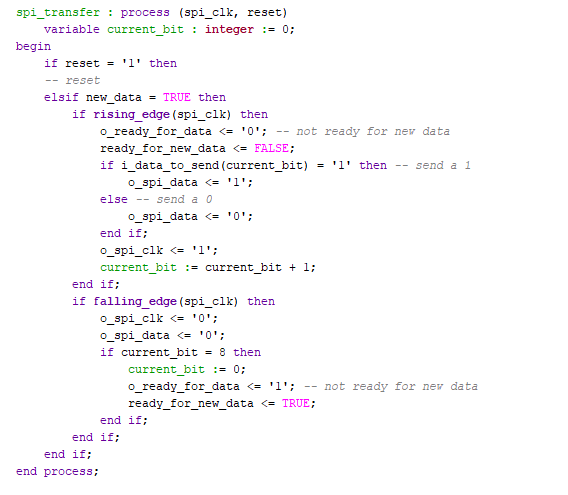 spi_transfer : process (spi_clk, reset)
    variable current_bit : integer := 0;
begin
    if reset = '1' then
    -- reset
    elsif new_data = TRUE then
        if rising_edge(spi_clk) then
            o_ready_for_data <= '0'; -- not ready for new data
            ready_for_new_data <= FALSE;
            if i_data_to_send(current_bit) = '1' then -- send a 1
                o_spi_data <= '1';
            else -- send a 0
                o_spi_data <= '0';
            end if;
            o_spi_clk <= '1';
            current_bit := current_bit + 1;
        end if;
        if falling_edge(spi_clk) then
            o_spi_clk <= '0';
            o_spi_data <= '0';
            if current_bit = 8 then
                current_bit := 0;
                o_ready_for_data <= '1'; -- not ready for new data
                ready_for_new_data <= TRUE;
            end if;
        end if;
    end if;
end process;